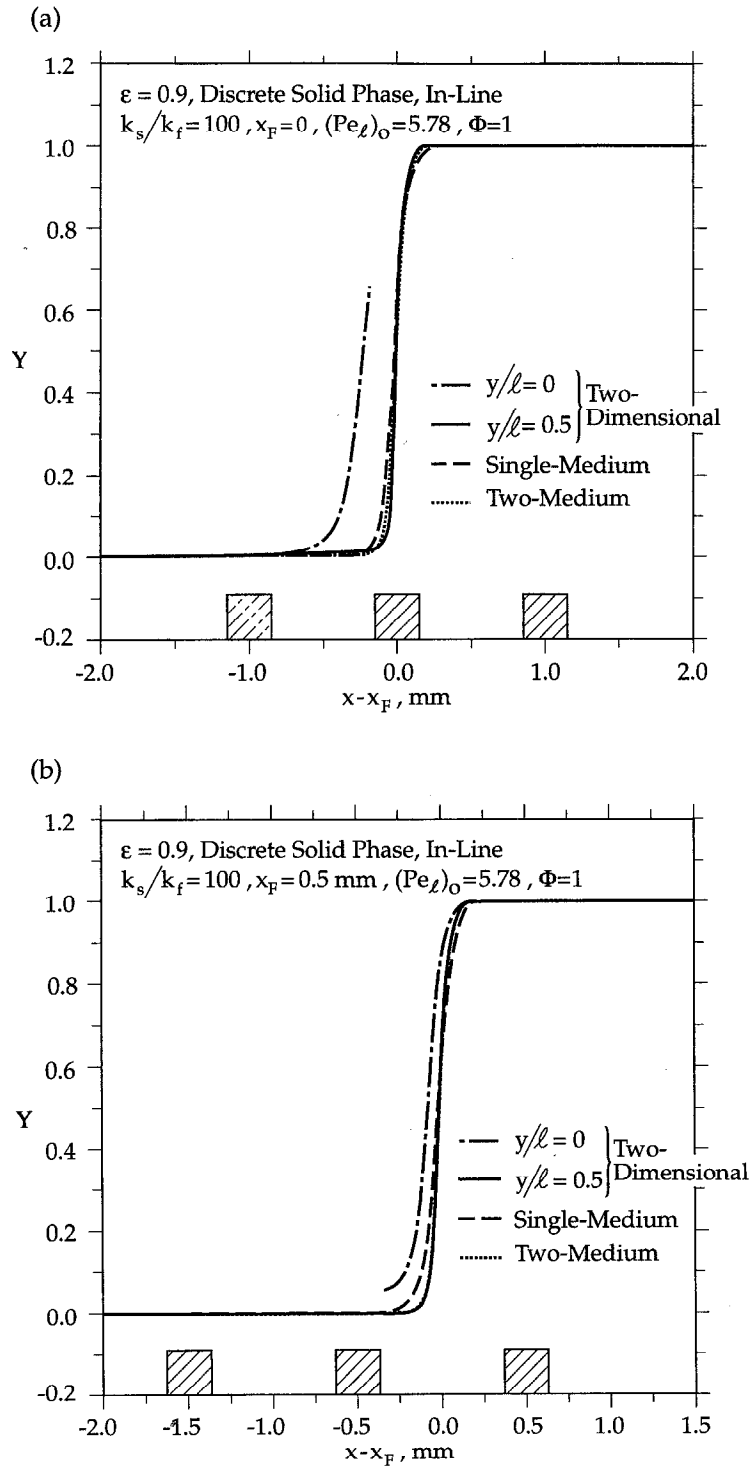 (a)
1.2
ε = 0.9, Discrete Solid Phase, In-Line
k_s/k_f=100 , x_F=0 , (Pe_ℓ)_o=5.78 , Φ=1
1.0
0.8
0.6
Y
0.4
y/ℓ= 0
y/ℓ= 0.5
Two-Dimensional
0.2
Single-Medium
Two-Medium
0.0
-0.2
-2.0 -1.0 0.0 1.0 2.0
x-x_F , mm
(b)
1.2
ε = 0.9, Discrete Solid Phase, In-Line
k_s/k_f=100 , x_F=0.5 mm , (Pe_ℓ)_o=5.78 , Φ=1
1.0
0.8
0.6
Y
0.4
y/ℓ= 0
y/ℓ= 0.5
Two-Dimensional
0.2
Single-Medium
Two-Medium
0.0
-0.2
-2.0 -1.5 -1.0 -0.5 0.0 0.5 1.0 1.5
x-x_F , mm